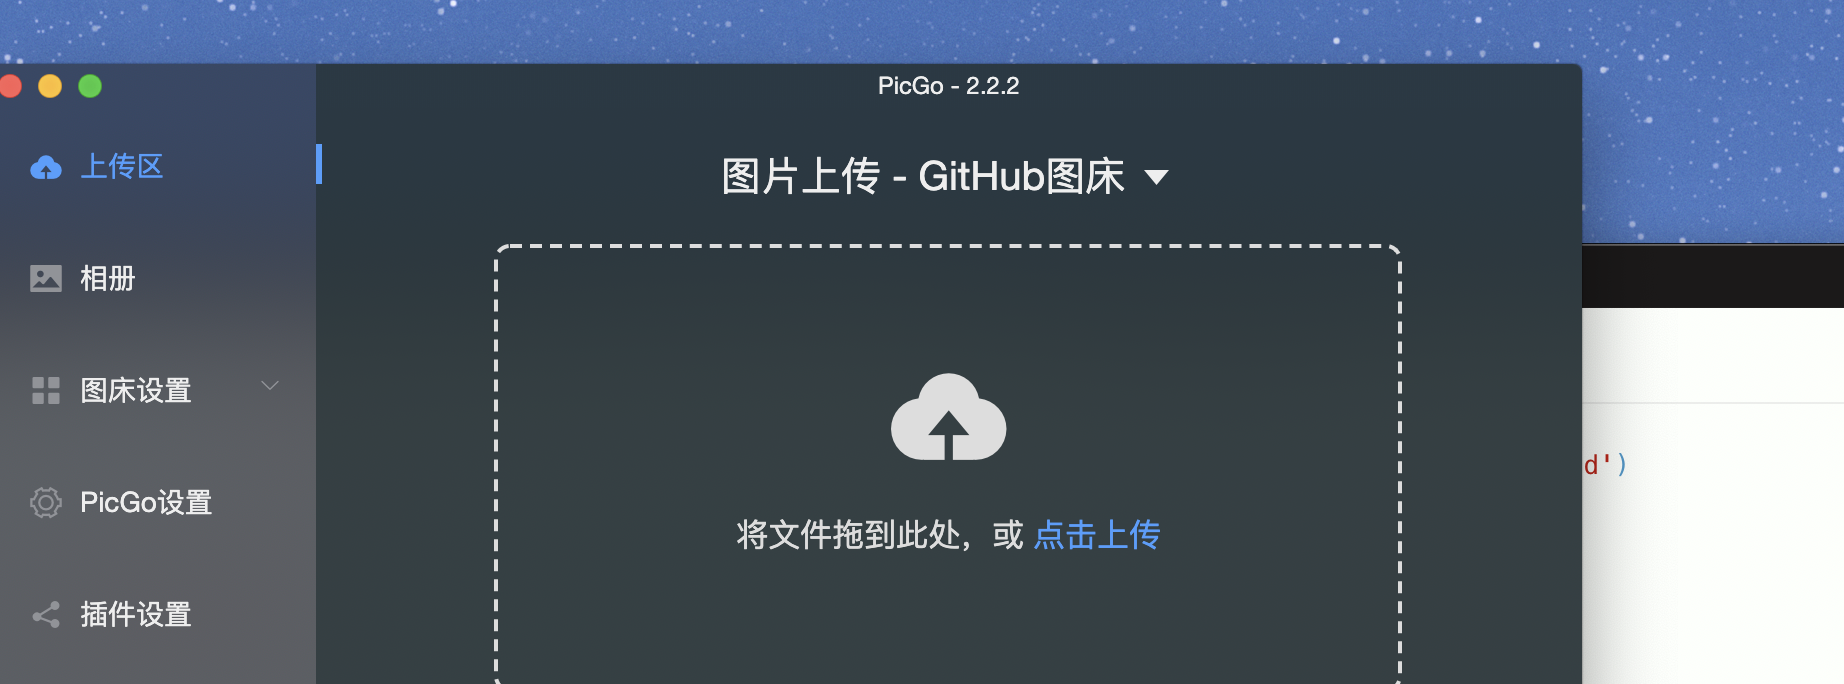 PicGo - 2.2.2
上传区
图片上传 - GitHub图床
相册
图床设置
d')
PicGo设置
将文件拖到此处，或 点击上传
插件设置